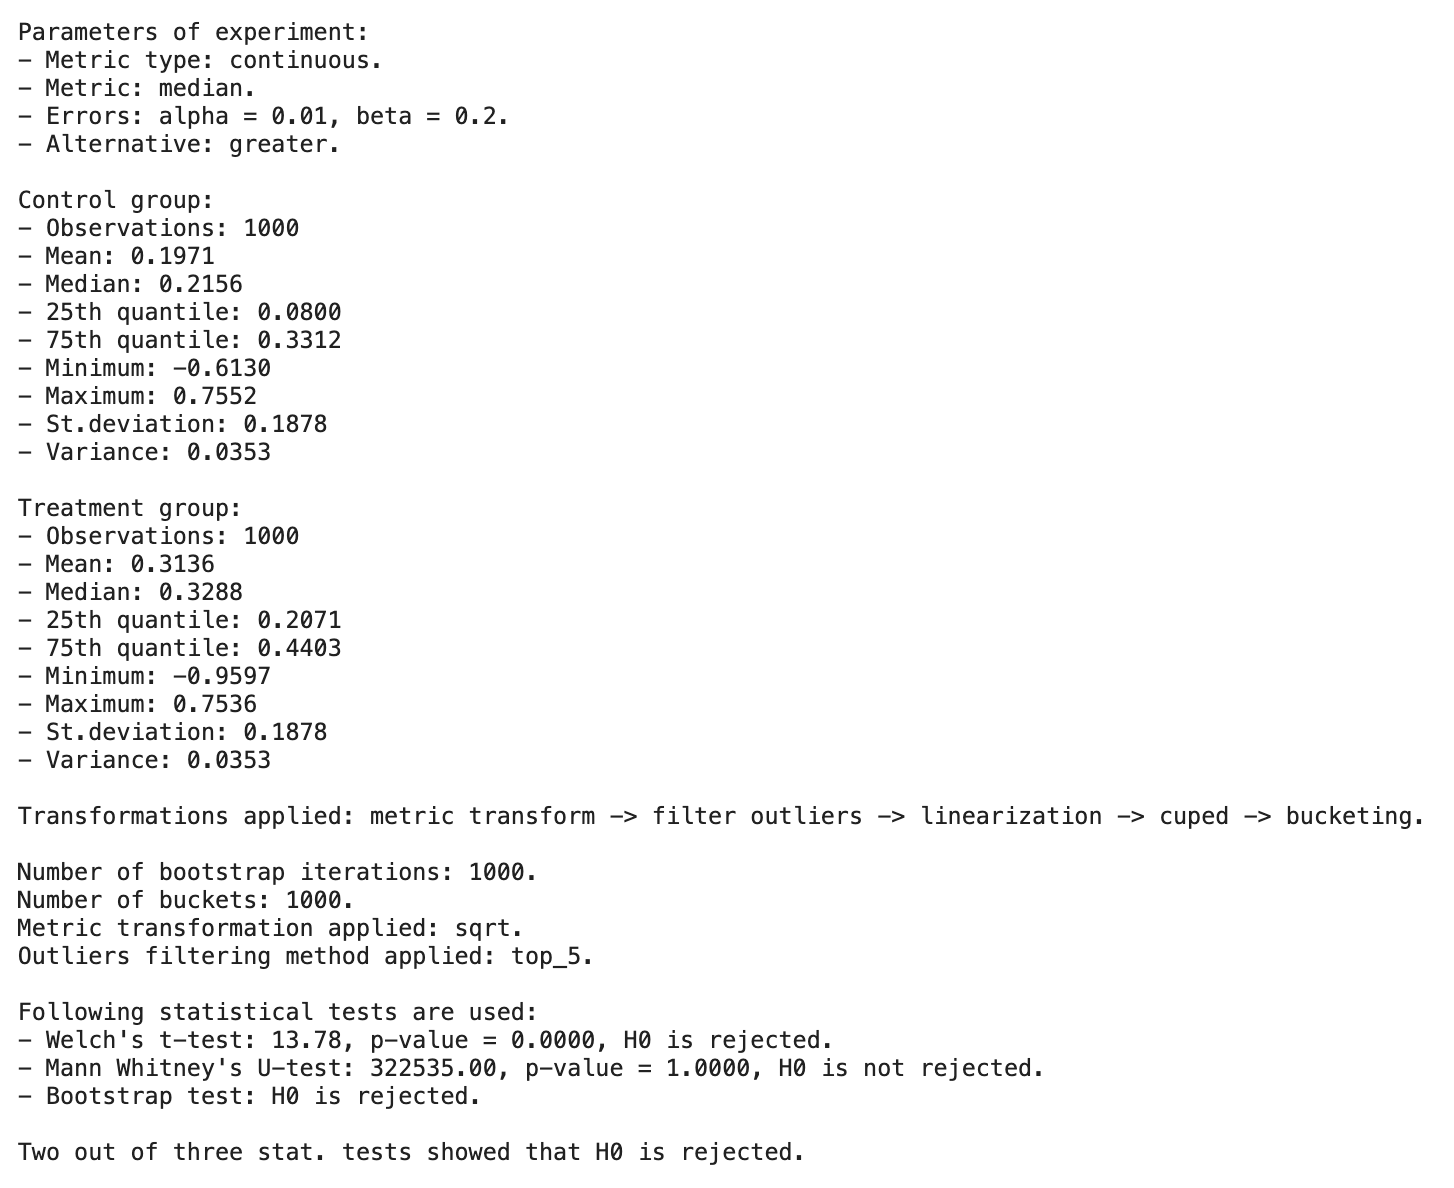 Parameters of experiment:
- Metric type: continuous.
- Metric: median.
- Errors: alpha = 0.01, beta = 0.2.
- Alternative: greater.
Control group:
- Observations: 1000
- Mean: 0.1971
- Median: 0.2156
- 25th quantile: 0.0800
- 75th quantile: 0.3312
- Minimum: -0.6130
- Maximum: 0.7552
- St.deviation: 0.1878
- Variance: 0.0353
Treatment group:
- Observations: 1000
- Mean: 0.3136
- Median: 0.3288
- 25th quantile: 0.2071
- 75th quantile: 0.4403
- Minimum: -0.9597
- Maximum: 0.7536
- St.deviation: 0.1878
- Variance: 0.0353
Transformations applied: metric transform -> filter outliers -> linearization -> cuped -> bucketing.
Number of bootstrap iterations: 1000.
Number of buckets: 1000.
Metric transformation applied: sqrt.
Outliers filtering method applied: top_5.
Following statistical tests are used:
- Welch's t-test: 13.78, p-value = 0.0000, H0 is rejected.
- Mann Whitney's U-test: 322535.00, p-value = 1.0000, H0 is not rejected.
- Bootstrap test: H0 is rejected.
Two out of three stat. tests showed that H0 is rejected.